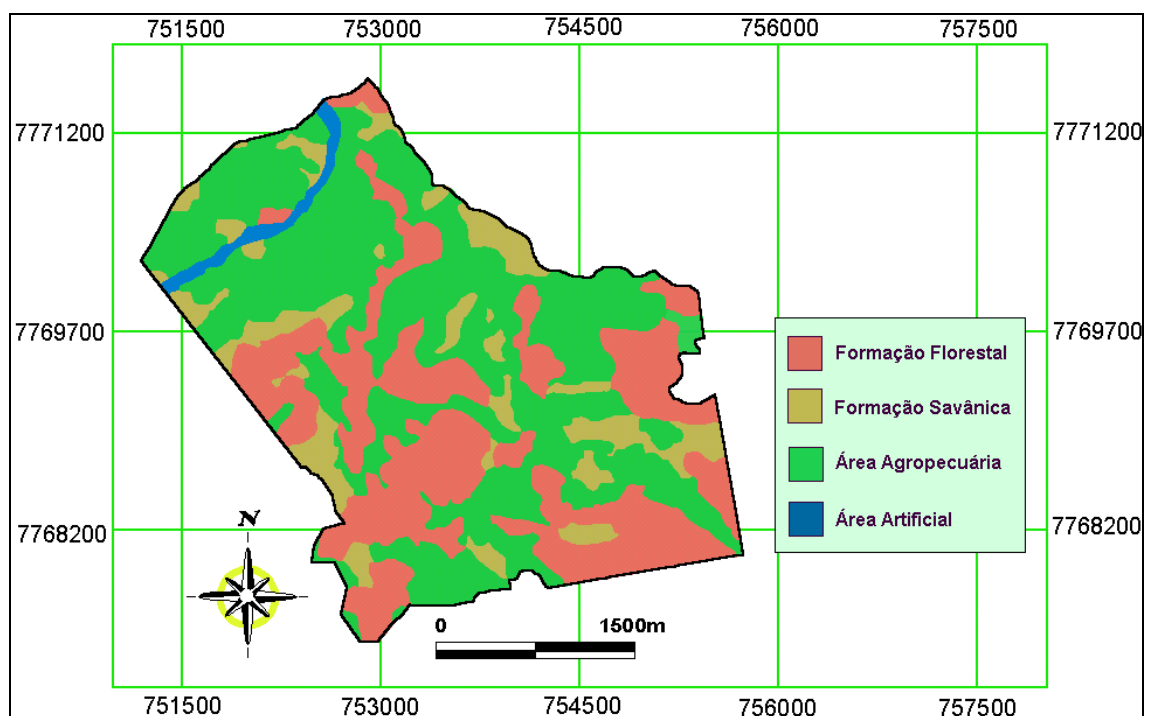 751500 753000 754500 756000 757500
7771200 7771200
7769700 7769700
Formação Florestal
Formação Savânica
Área Agropecuária
Área Artificial
N
7768200 7768200
0 1500m
751500 753000 754500 756000 757500